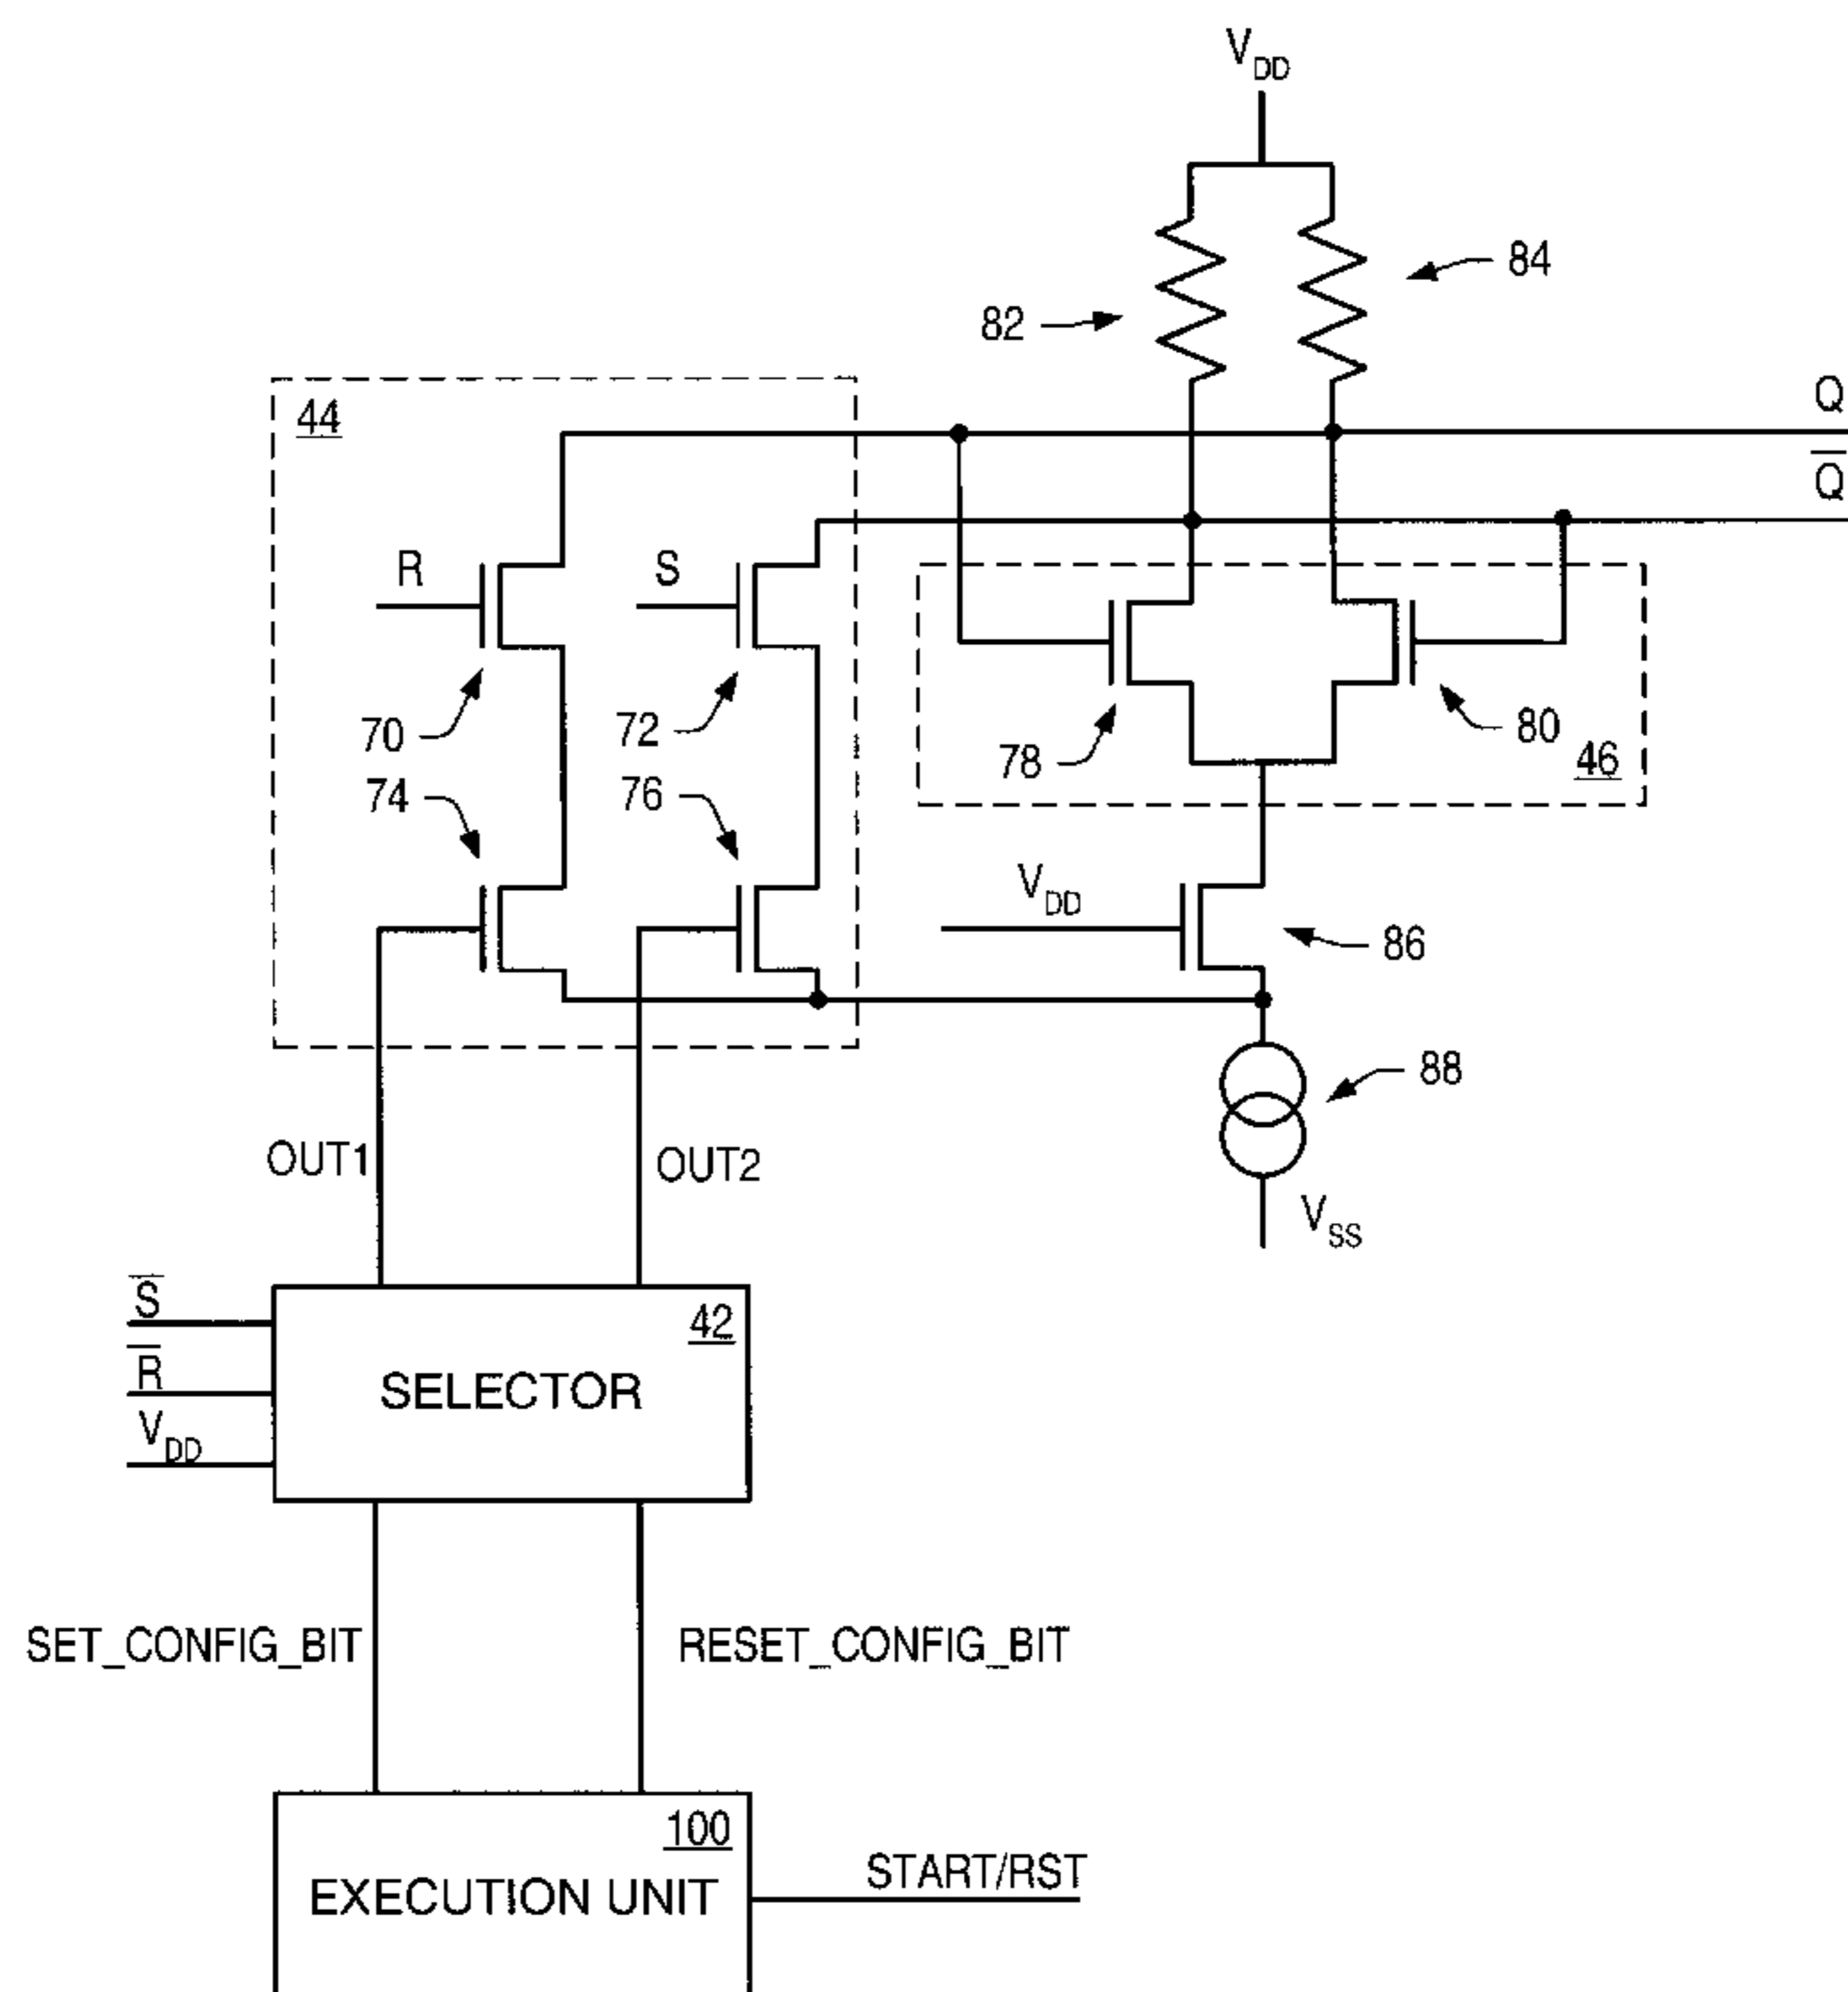 V_DD
84
82
Q
Q̅
44
R
S
70
72
78
80
46
74
76
V_DD
86
88
OUT1
OUT2
V_SS
S̅
R̅
V_DD
42
SELECTOR
SET_CONFIG_BIT
RESET_CONFIG_BIT
100
EXECUTION UNIT
START/RST